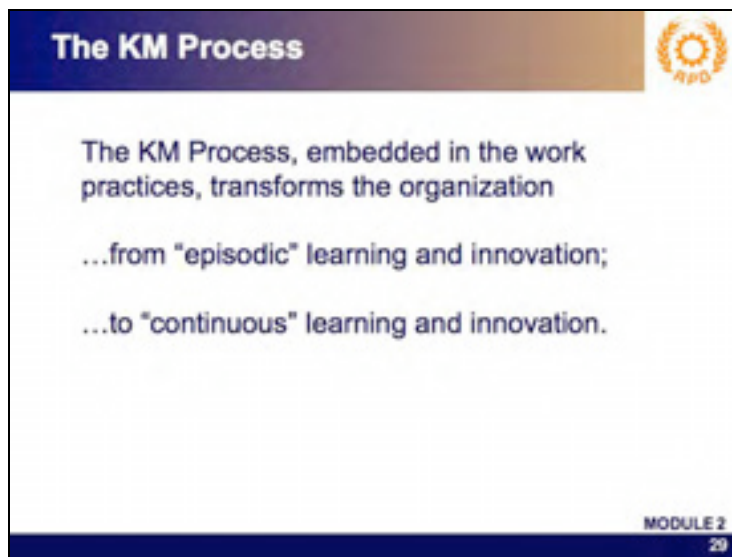 The KM Process
APO
The KM Process, embedded in the work
practices, transforms the organization
…from “episodic” learning and innovation;
…to “continuous” learning and innovation.
MODULE 2
29